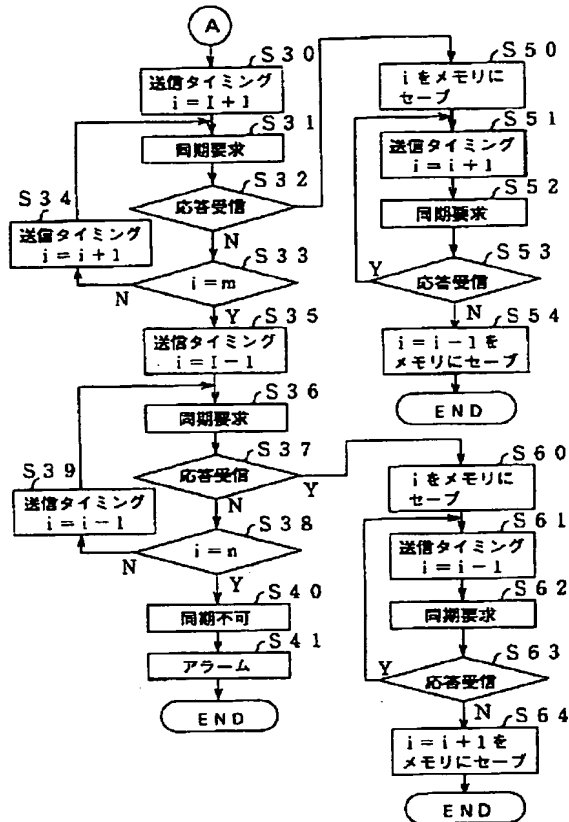 A
S30
送信タイミング
i=I+1
S31
同期要求
S32
応答受信
N
S33
i=m
N
Y
S34
送信タイミング
i=i+1
S35
送信タイミング
i=I-1
S36
同期要求
S37
応答受信
Y
N
S38
i=n
N
Y
S39
送信タイミング
i=i-1
S40
同期不可
S41
アラーム
END
S50
iをメモリに
セーブ
S51
送信タイミング
i=i+1
S52
同期要求
S53
応答受信
Y
N
S54
i=i-1を
メモリにセーブ
END
S60
iをメモリに
セーブ
S61
送信タイミング
i=i-1
S62
同期要求
S63
応答受信
Y
N
S64
i=i+1を
メモリにセーブ
END